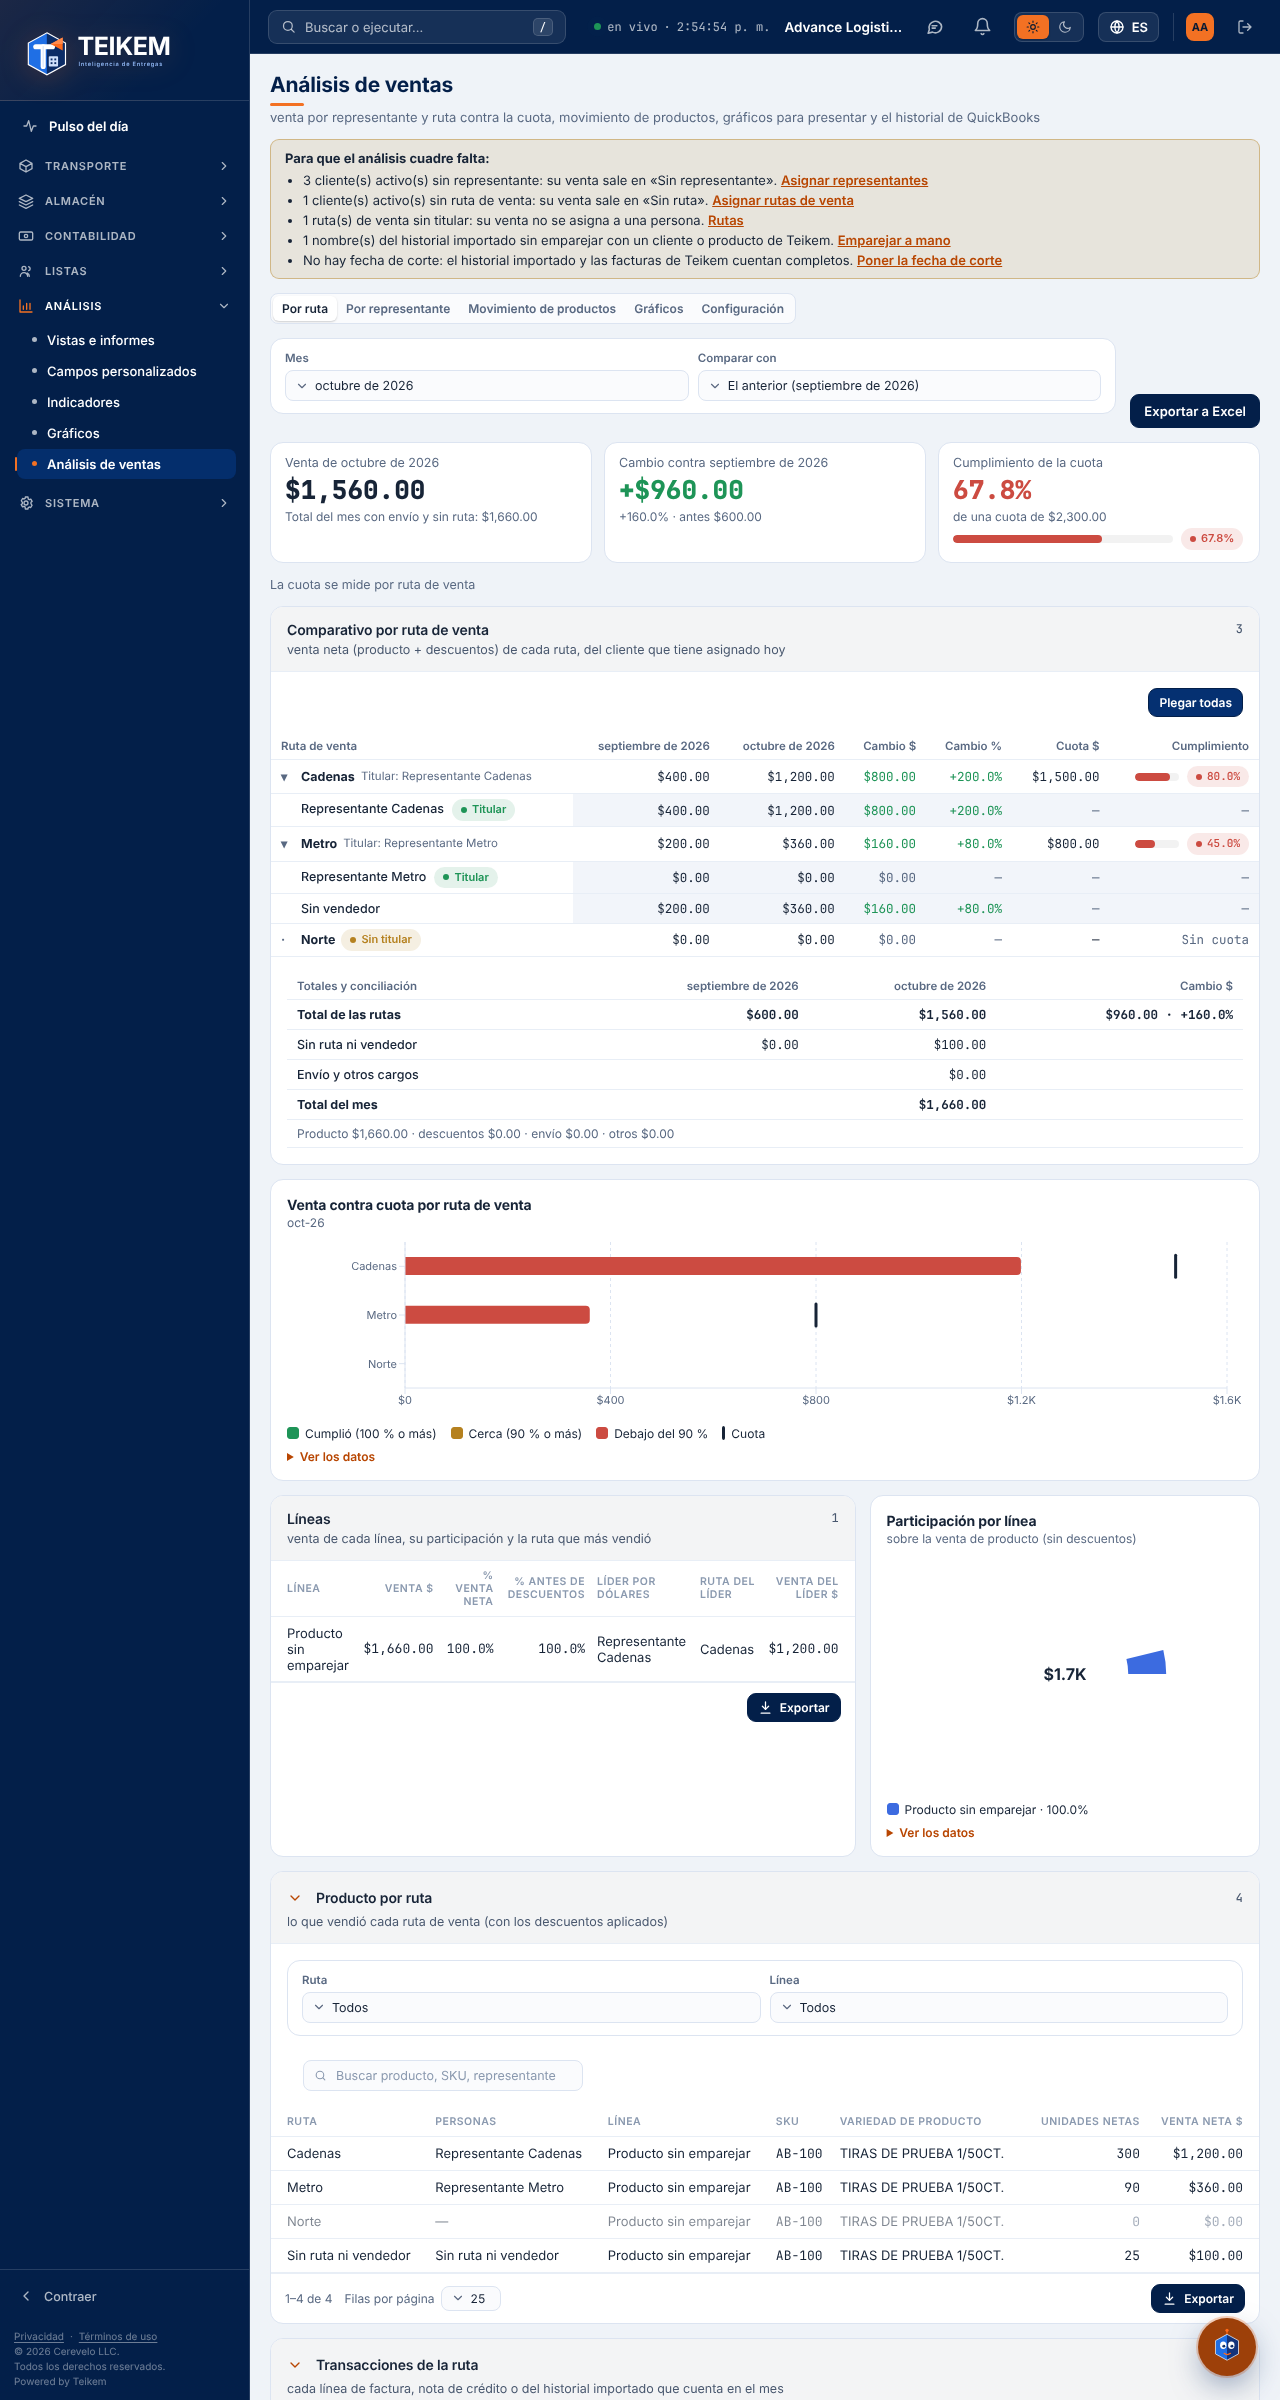 TEIKEM
Inteligencia de Entregas
Buscar o ejecutar...
/
en vivo · 2:54:54 p. m.
Advance Logisti...
ES
AA
Pulso del día
TRANSPORTE
ALMACÉN
CONTABILIDAD
LISTAS
ANÁLISIS
Vistas e informes
Campos personalizados
Indicadores
Gráficos
Análisis de ventas
SISTEMA
Contraer
Privacidad · Términos de uso
© 2026 Cerevelo LLC.
Todos los derechos reservados.
Powered by Teikem
Análisis de ventas
venta por representante y ruta contra la cuota, movimiento de productos, gráficos para presentar y el historial de QuickBooks
Para que el análisis cuadre falta:
• 3 cliente(s) activo(s) sin representante: su venta sale en «Sin representante». Asignar representantes
• 1 cliente(s) activo(s) sin ruta de venta: su venta sale en «Sin ruta». Asignar rutas de venta
• 1 ruta(s) de venta sin titular: su venta no se asigna a una persona. Rutas
• 1 nombre(s) del historial importado sin emparejar con un cliente o producto de Teikem. Emparejar a mano
• No hay fecha de corte: el historial importado y las facturas de Teikem cuentan completos. Poner la fecha de corte
Por ruta Por representante Movimiento de productos Gráficos Configuración
Mes Comparar con
octubre de 2026 El anterior (septiembre de 2026)
Exportar a Excel
Venta de octubre de 2026
$1,560.00
Total del mes con envío y sin ruta: $1,660.00
Cambio contra septiembre de 2026
+$960.00
+160.0% · antes $600.00
Cumplimiento de la cuota
67.8%
de una cuota de $2,300.00
67.8%
La cuota se mide por ruta de venta
Comparativo por ruta de venta 3
venta neta (producto + descuentos) de cada ruta, del cliente que tiene asignado hoy
Plegar todas
Ruta de venta septiembre de 2026 octubre de 2026 Cambio $ Cambio % Cuota $ Cumplimiento
▾ Cadenas Titular: Representante Cadenas $400.00 $1,200.00 $800.00 +200.0% $1,500.00 80.0%
Representante Cadenas Titular $400.00 $1,200.00 $800.00 +200.0% — —
▾ Metro Titular: Representante Metro $200.00 $360.00 $160.00 +80.0% $800.00 45.0%
Representante Metro Titular $0.00 $0.00 $0.00 — — —
Sin vendedor $200.00 $360.00 $160.00 +80.0% — —
· Norte Sin titular $0.00 $0.00 $0.00 — — Sin cuota
Totales y conciliación septiembre de 2026 octubre de 2026 Cambio $
Total de las rutas $600.00 $1,560.00 $960.00 · +160.0%
Sin ruta ni vendedor $0.00 $100.00
Envío y otros cargos $0.00
Total del mes $1,660.00
Producto $1,660.00 · descuentos $0.00 · envío $0.00 · otros $0.00
Venta contra cuota por ruta de venta
oct-26
Cadenas
Metro
Norte
$0 $400 $800 $1.2K $1.6K
Cumplió (100 % o más) Cerca (90 % o más) Debajo del 90 % Cuota
Ver los datos
Líneas 1
venta de cada línea, su participación y la ruta que más vendió
LÍNEA VENTA $ % VENTA NETA % ANTES DE DESCUENTOS LÍDER POR DÓLARES RUTA DEL LÍDER VENTA DEL LÍDER $
Producto sin emparejar $1,660.00 100.0% 100.0% Representante Cadenas Cadenas $1,200.00
Exportar
Participación por línea
sobre la venta de producto (sin descuentos)
$1.7K
Producto sin emparejar · 100.0%
Ver los datos
Producto por ruta 4
lo que vendió cada ruta de venta (con los descuentos aplicados)
Ruta Línea
Todos Todos
Buscar producto, SKU, representante
RUTA PERSONAS LÍNEA SKU VARIEDAD DE PRODUCTO UNIDADES NETAS VENTA NETA $
Cadenas Representante Cadenas Producto sin emparejar AB-100 TIRAS DE PRUEBA 1/50CT. 300 $1,200.00
Metro Representante Metro Producto sin emparejar AB-100 TIRAS DE PRUEBA 1/50CT. 90 $360.00
Norte — Producto sin emparejar AB-100 TIRAS DE PRUEBA 1/50CT. 0 $0.00
Sin ruta ni vendedor Sin ruta ni vendedor Producto sin emparejar AB-100 TIRAS DE PRUEBA 1/50CT. 25 $100.00
1–4 de 4 Filas por página 25
Exportar
Transacciones de la ruta
cada línea de factura, nota de crédito o del historial importado que cuenta en el mes